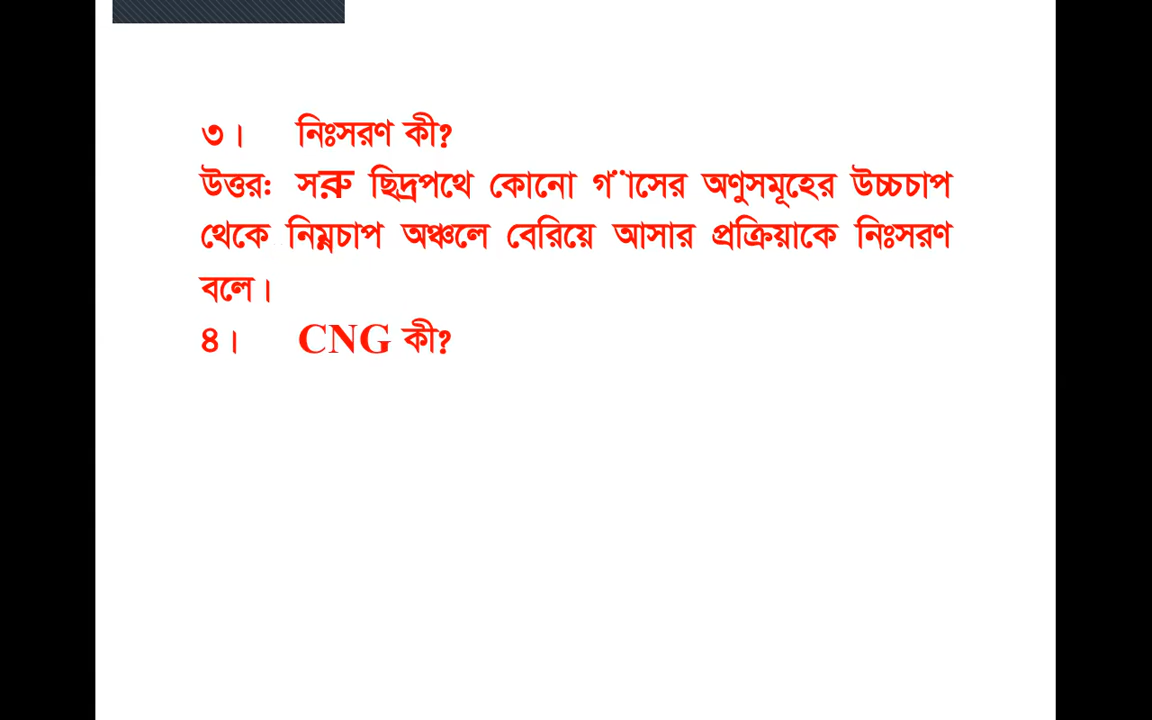 ৩। নিঃসরণ কী?
উত্তর: সরু ছিদ্রপথে কোনো গ্যাসের অণুসমূহের উচ্চচাপ
থেকে নিম্নচাপ অঞ্চলে বেরিয়ে আসার প্রক্রিয়াকে নিঃসরণ
বলে।
৪। CNG কী?